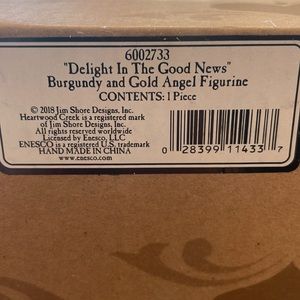 6002733
"Delight In The Good News"
Burgundy and Gold Angel Figurine
CONTENTS: 1 Piece
© 2018 Jim Shore Designs, Inc.
Heartwood Creek is a registered mark
of Jim Shore Designs, Inc.
All rights reserved worldwide
Licensed by Enesco, LLC
ENESCO is a registered U.S. trademark
HAND MADE IN CHINA
www.enesco.com
0 28399 11433 7